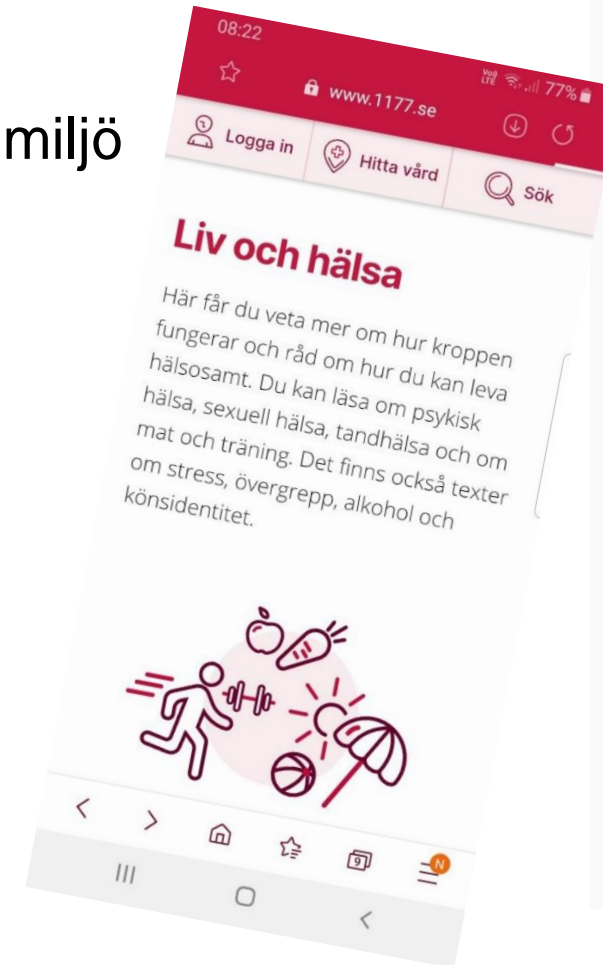 miljö
08:22
Vo)) LTE 77%
www.1177.se
Logga in
Hitta vård
Sök
Liv och hälsa
Här får du veta mer om hur kroppen
fungerar och råd om hur du kan leva
hälsosamt. Du kan läsa om psykisk
hälsa, sexuell hälsa, tandhälsa och om
mat och träning. Det finns också texter
om stress, övergrepp, alkohol och
könsidentitet.
9
N